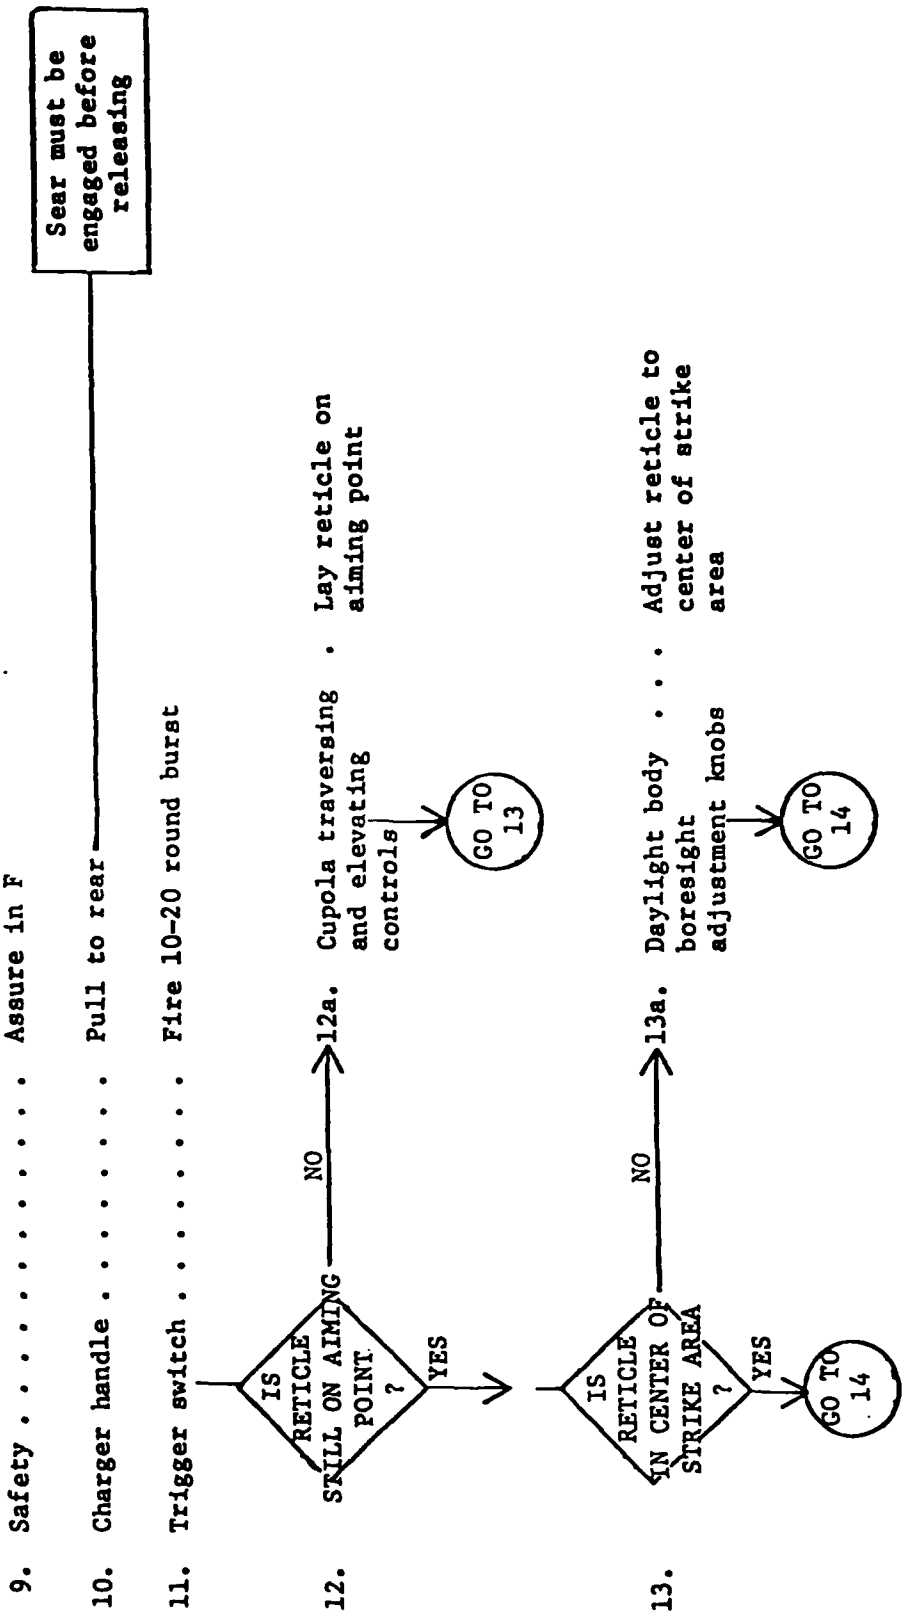 9. Safety . . . . . . . . . . . . . Assure in F
10. Charger handle . . . . . . . . Pull to rear
Sear must be
engaged before
releasing
11. Trigger switch . . . . . . . . . Fire 10-20 round burst
12.
IS
RETICLE
STILL ON AIMING
POINT
?
YES
NO
12a. Cupola traversing . Lay reticle on
and elevating aiming point
controls
GO TO
13
13.
IS
RETICLE
IN CENTER OF
STRIKE AREA
?
YES
GO TO
14
NO
13a. Daylight body . . . Adjust reticle to
boresight center of strike
adjustment knobs area
GO TO
14